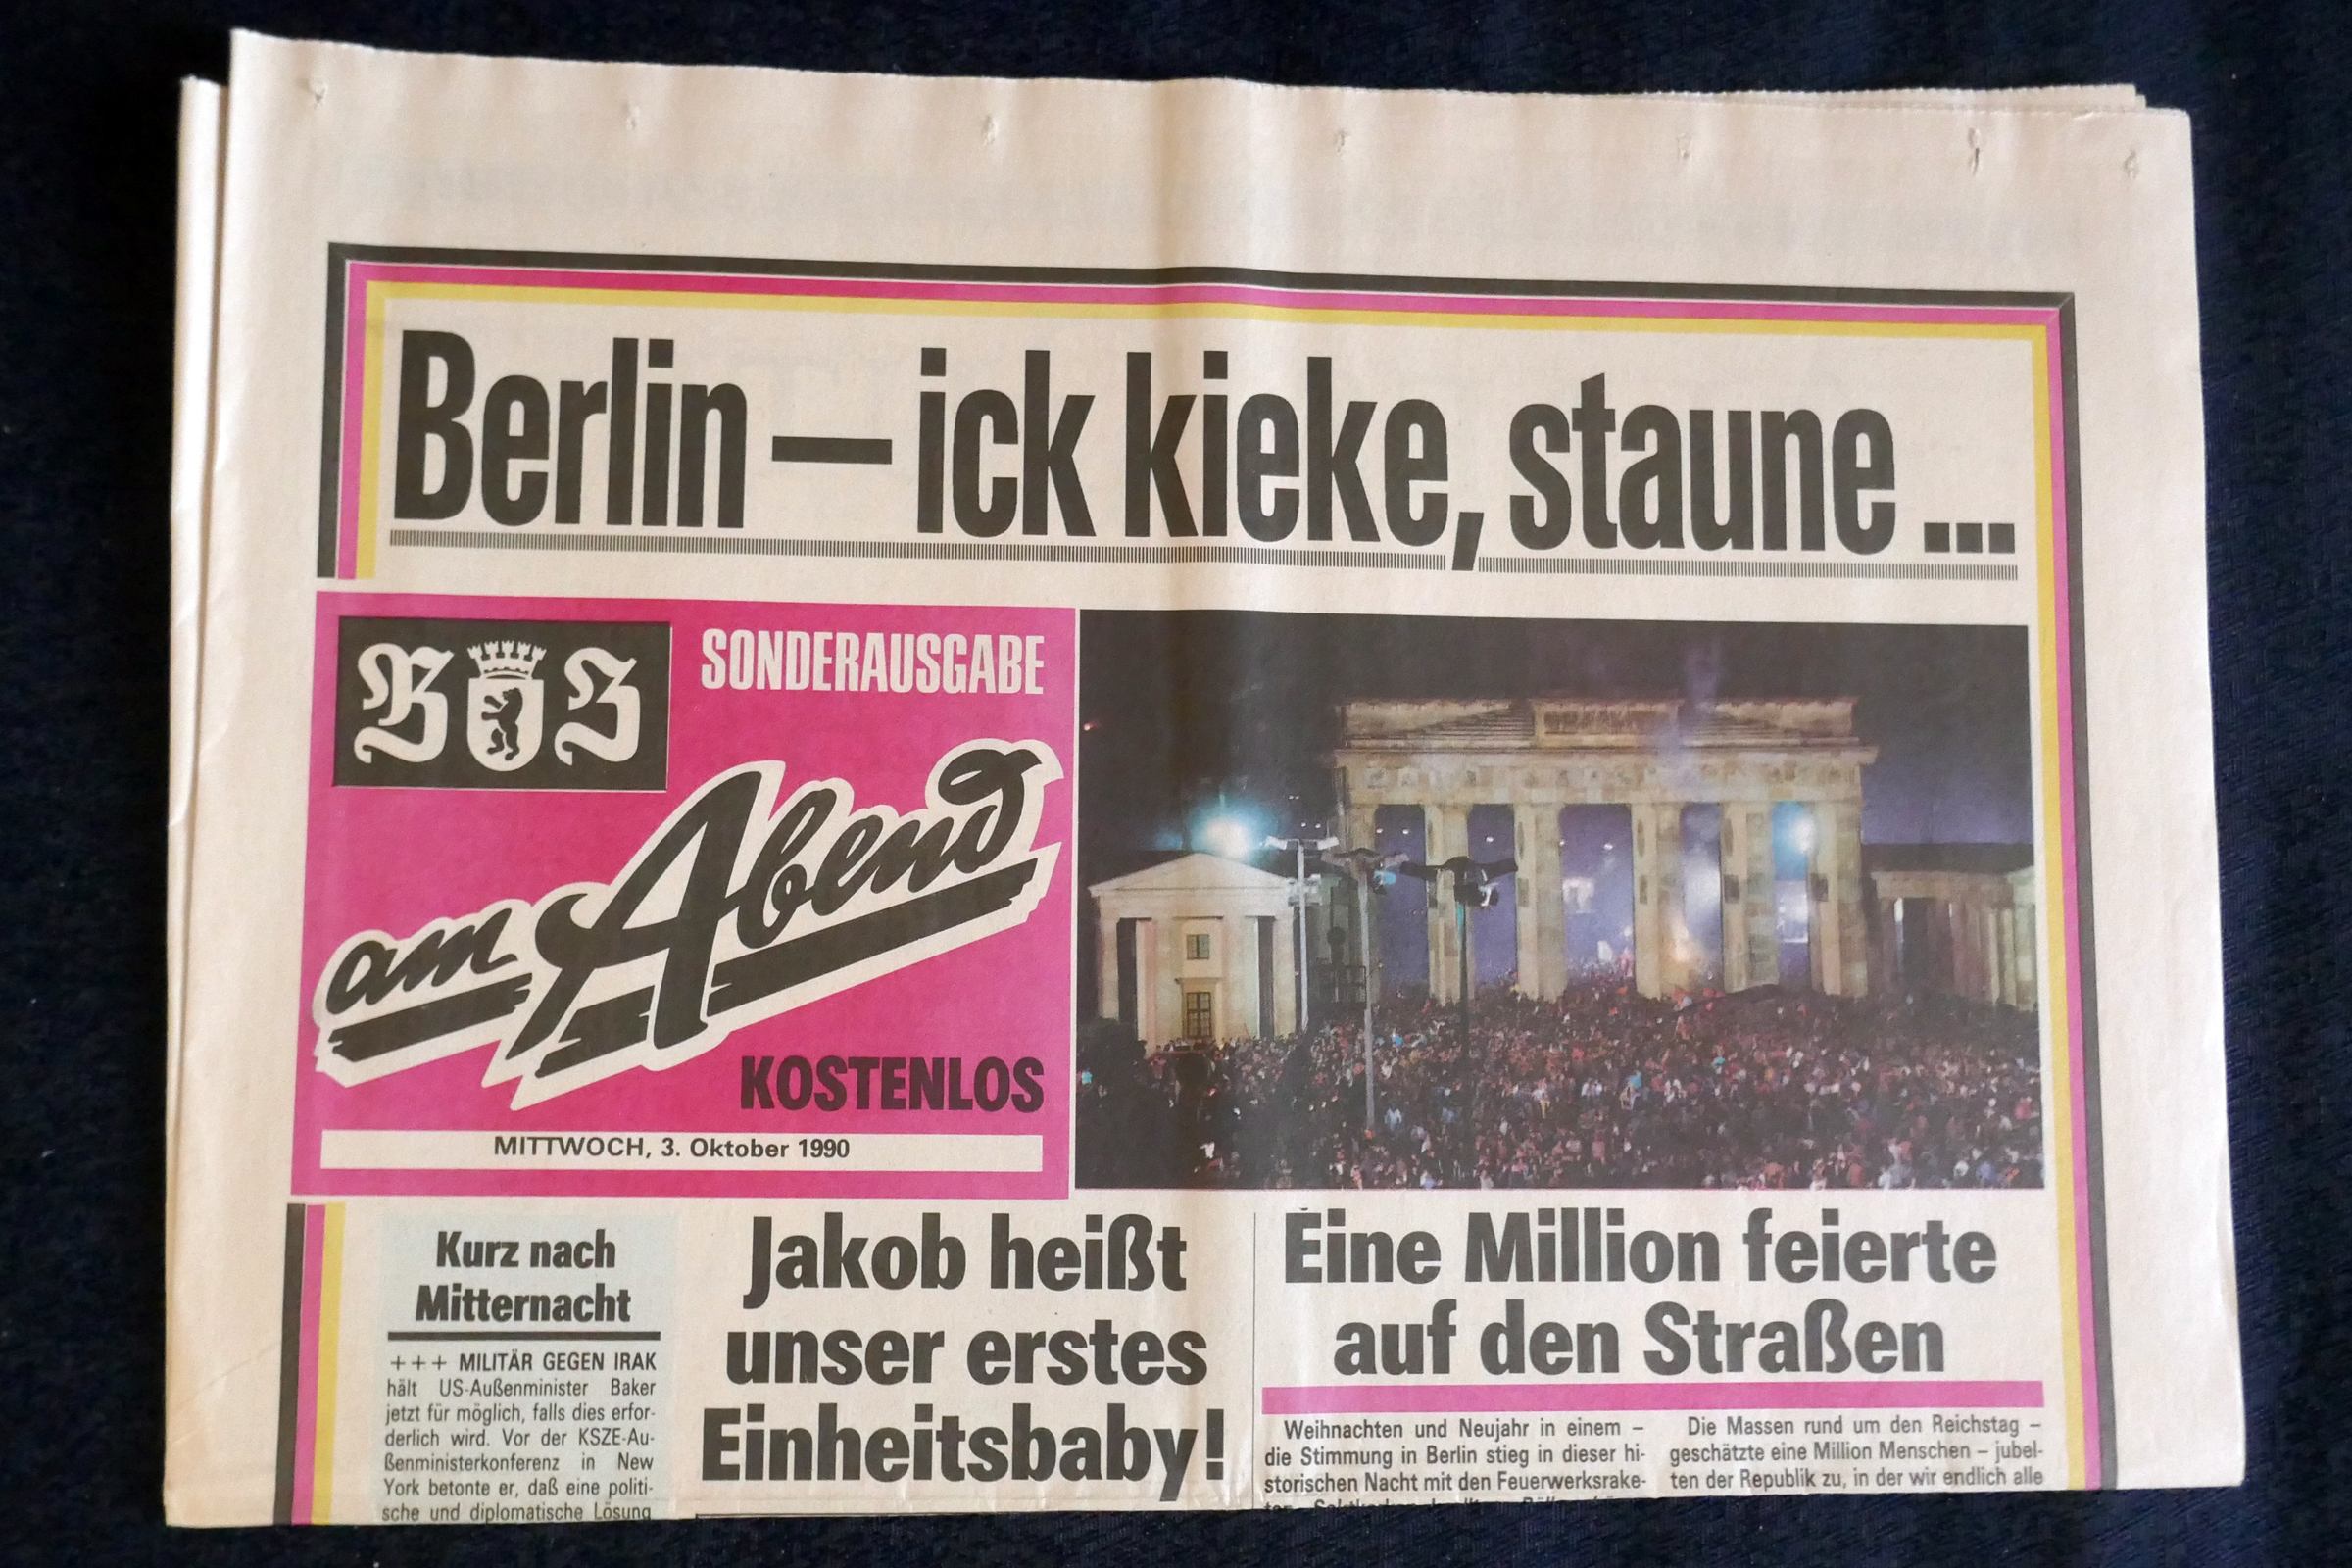 Berlin — ick kieke, staune ...
B S
SONDERAUSGABE
am Abend
KOSTENLOS
MITTWOCH, 3. Oktober 1990
Kurz nach
Mitternacht
+++ MILITÄR GEGEN IRAK
hält US-Außenminister Baker
jetzt für möglich, falls dies erfor-
derlich wird. Vor der KSZE-Au-
ßenministerkonferenz in New
York betonte er, daß eine politi-
sche und diplomatische Lösung
Jakob heißt
unser erstes
Einheitsbaby!
Eine Million feierte
auf den Straßen
Weihnachten und Neujahr in einem –
die Stimmung in Berlin stieg in dieser hi-
storischen Nacht mit den Feuerwerksrake-
Die Massen rund um den Reichstag –
geschätzte eine Million Menschen – jubel-
ten der Republik zu, in der wir endlich alle